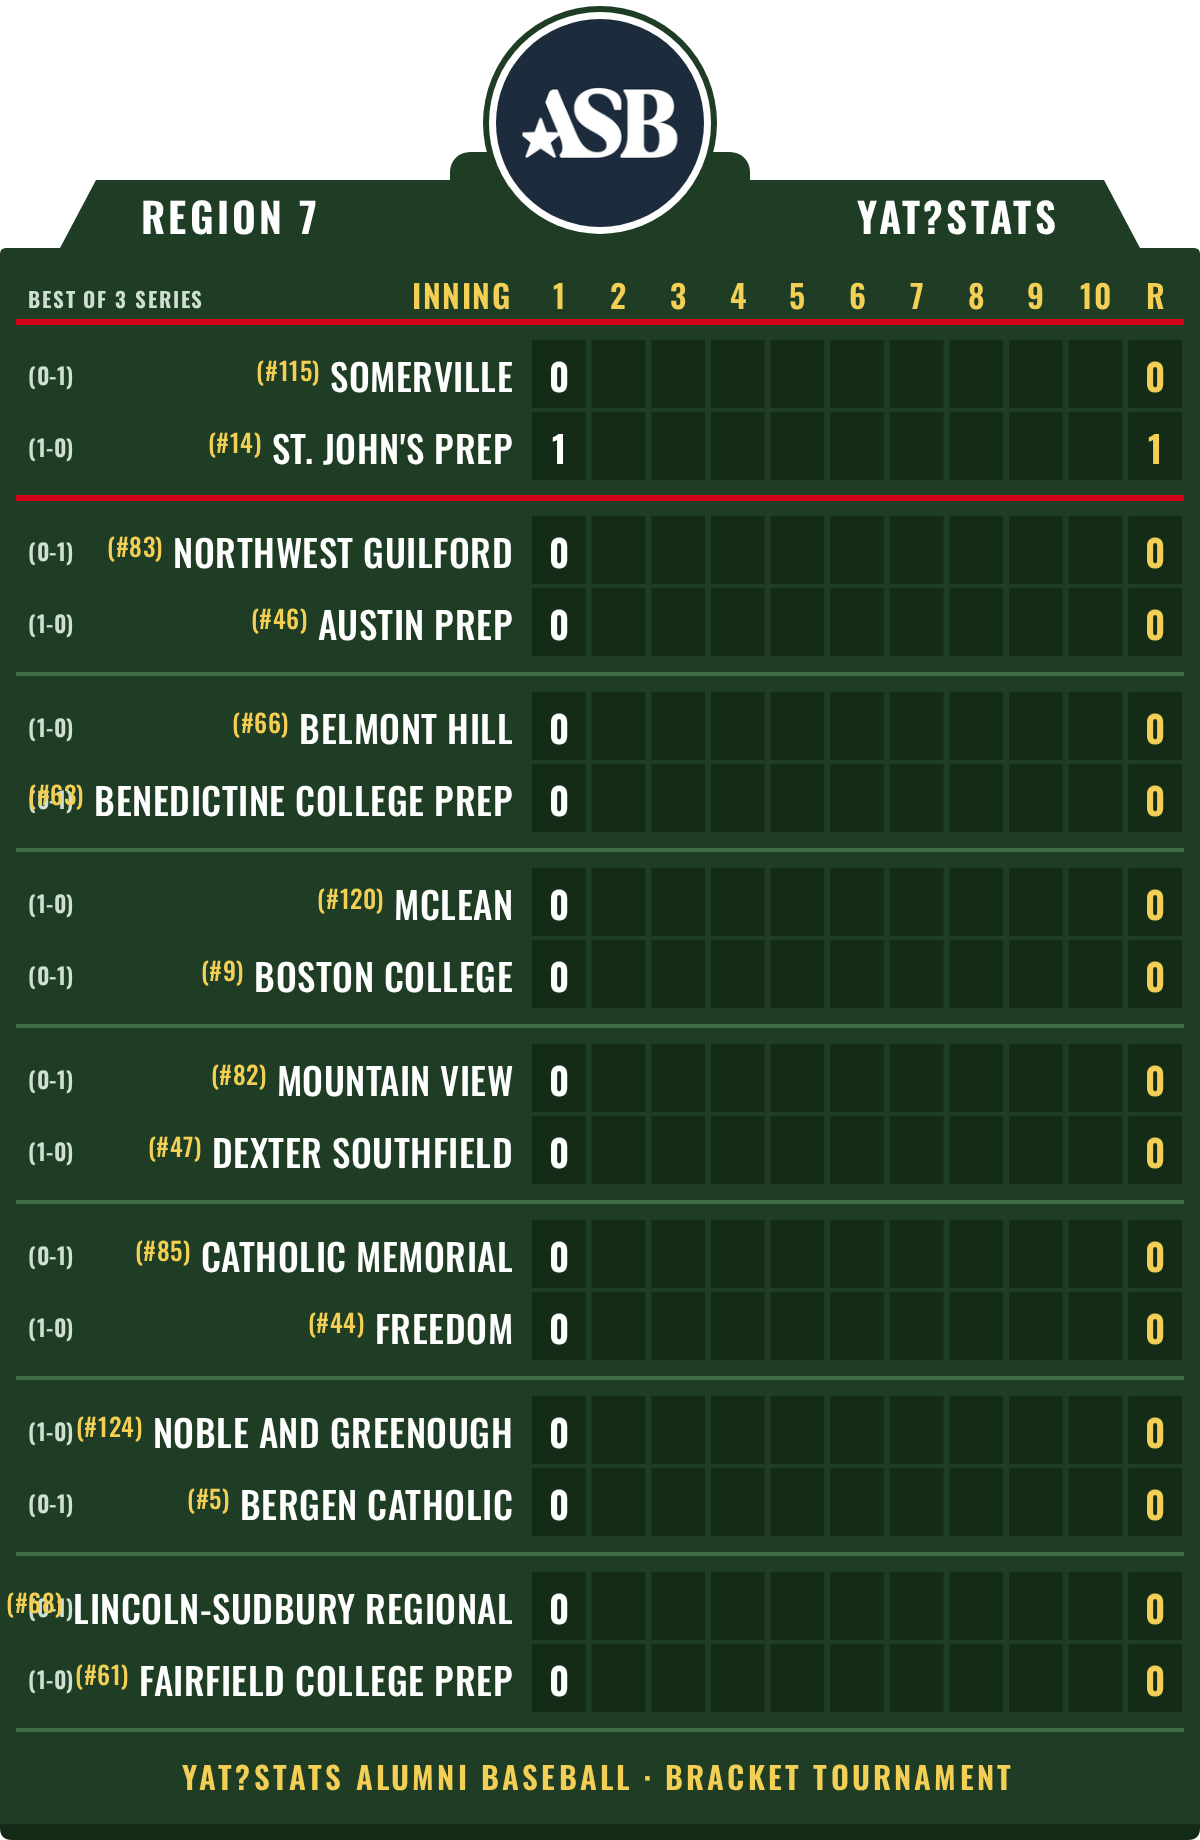 ASB
REGION 7 YAT?STATS
BEST OF 3 SERIES INNING 1 2 3 4 5 6 7 8 9 10 R
(0-1) (#115) SOMERVILLE 0 0
(1-0) (#14) ST. JOHN'S PREP 1 1
(0-1) (#83) NORTHWEST GUILFORD 0 0
(1-0) (#46) AUSTIN PREP 0 0
(1-0) (#66) BELMONT HILL 0 0
(0-1) (#63) BENEDICTINE COLLEGE PREP 0 0
(1-0) (#120) MCLEAN 0 0
(0-1) (#9) BOSTON COLLEGE 0 0
(0-1) (#82) MOUNTAIN VIEW 0 0
(1-0) (#47) DEXTER SOUTHFIELD 0 0
(0-1) (#85) CATHOLIC MEMORIAL 0 0
(1-0) (#44) FREEDOM 0 0
(1-0) (#124) NOBLE AND GREENOUGH 0 0
(0-1) (#5) BERGEN CATHOLIC 0 0
(0-1) (#68) LINCOLN-SUDBURY REGIONAL 0 0
(1-0) (#61) FAIRFIELD COLLEGE PREP 0 0
YAT?STATS ALUMNI BASEBALL · BRACKET TOURNAMENT